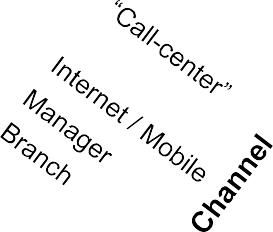 “Call-center”
Internet / Mobile
Manager
Branch
Channel